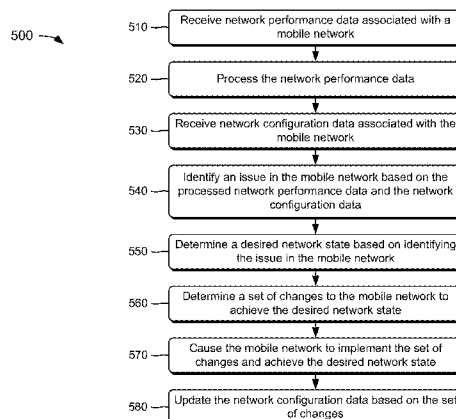 500
510
Receive network performance data associated with a
mobile network
520
Process the network performance data
530
Receive network configuration data associated with the
mobile network
540
Identify an issue in the mobile network based on the
processed network performance data and the network
configuration data
550
Determine a desired network state based on identifying
the issue in the mobile network
560
Determine a set of changes to the mobile network to
achieve the desired network state
570
Cause the mobile network to implement the set of
changes and achieve the desired network state
580
Update the network configuration data based on the set
of changes